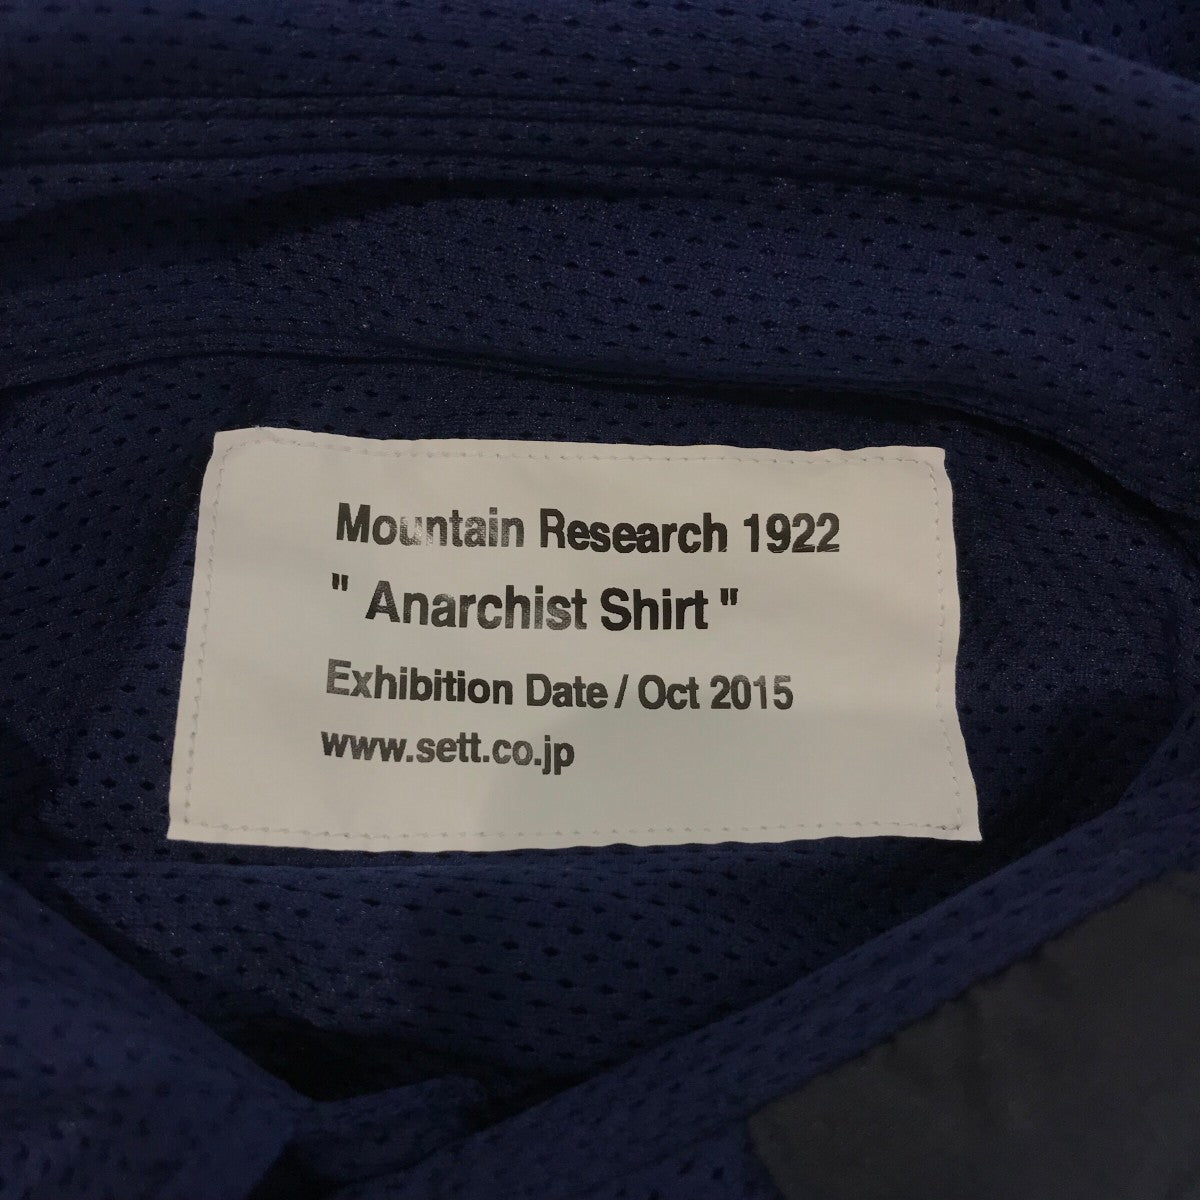 Mountain Research 1922
" Anarchist Shirt "
Exhibition Date / Oct 2015
www.sett.co.jp